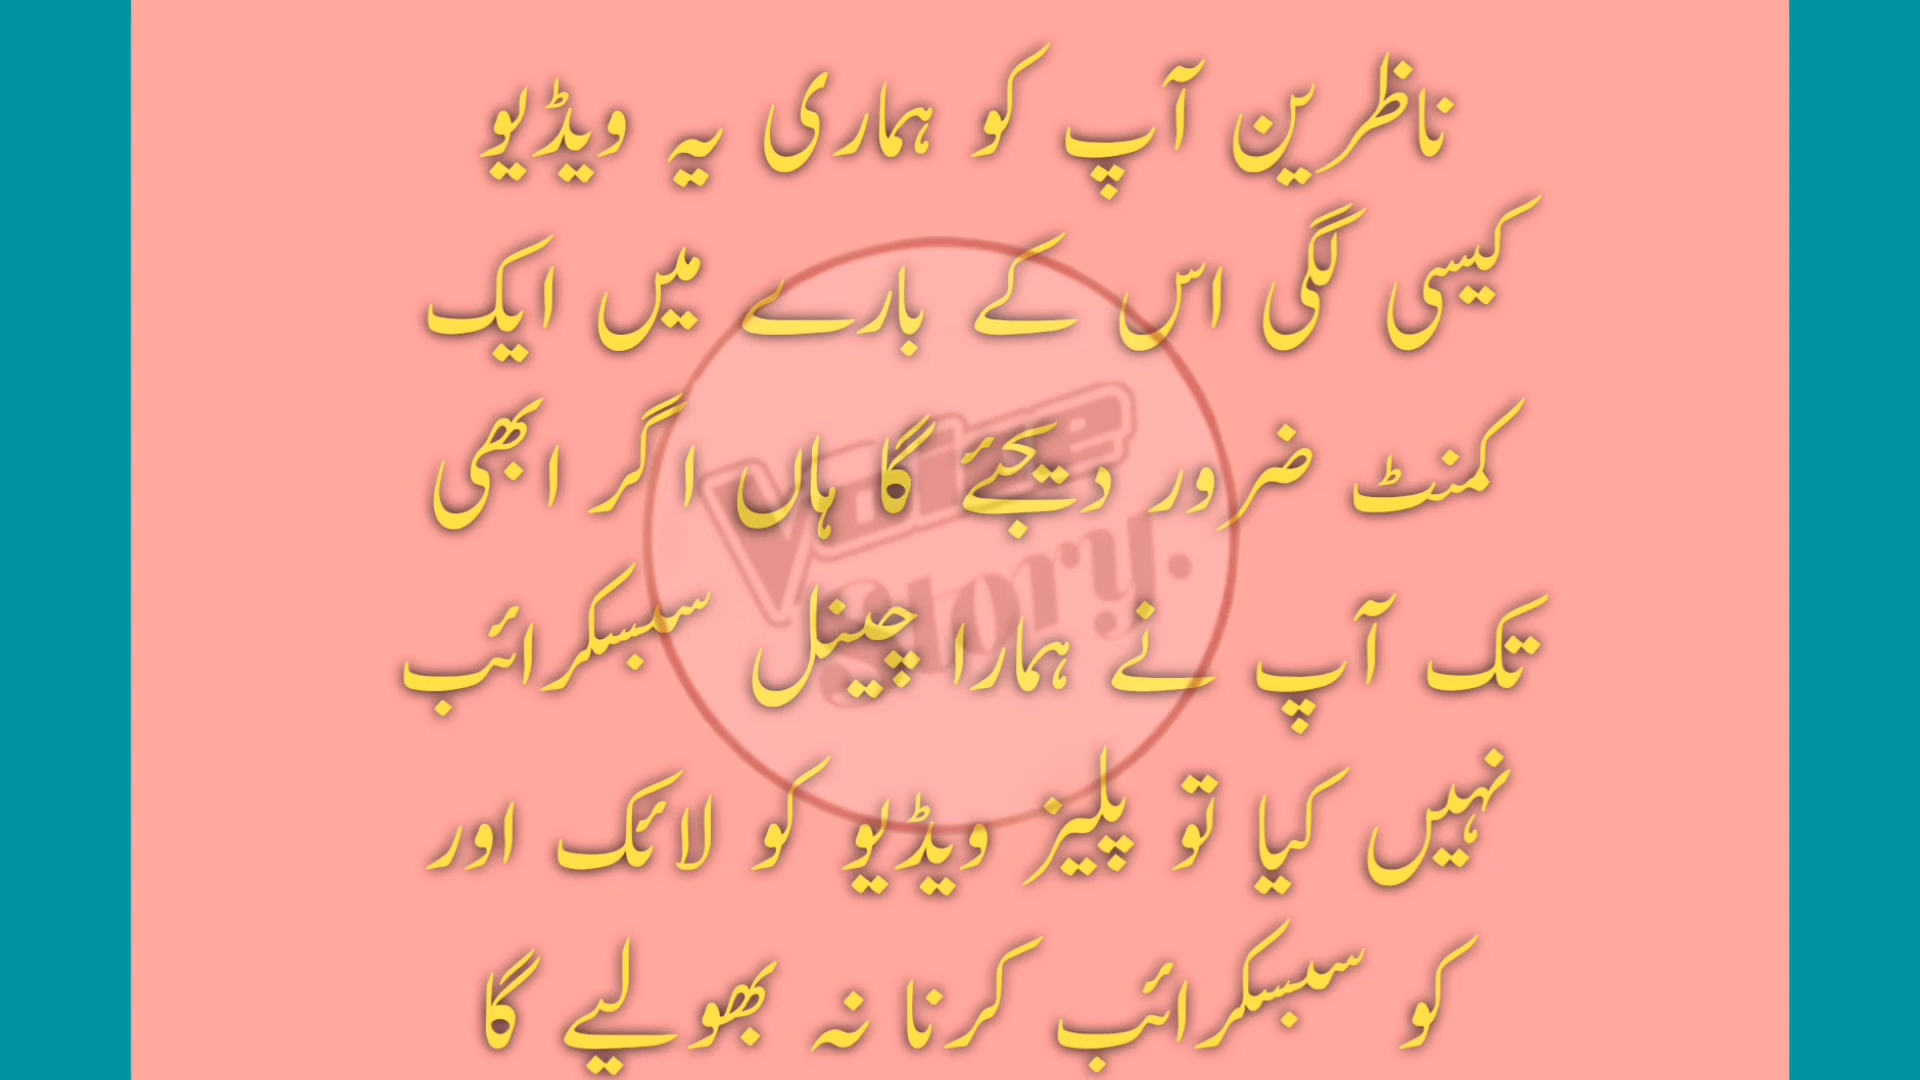 ناظرین آپ کو ہماری یہ ویڈیو
کیسی لگی اس کے بارے میں ایک
کمنٹ ضرور دیجئے گا ہاں اگر ابھی
تک آپ نے ہمارا چینل سبسکرائب
نہیں کیا تو پلیز ویڈیو کو لائک اور
کو سبسکرائب کرنا نہ بھولیے گا
Voice
Story.